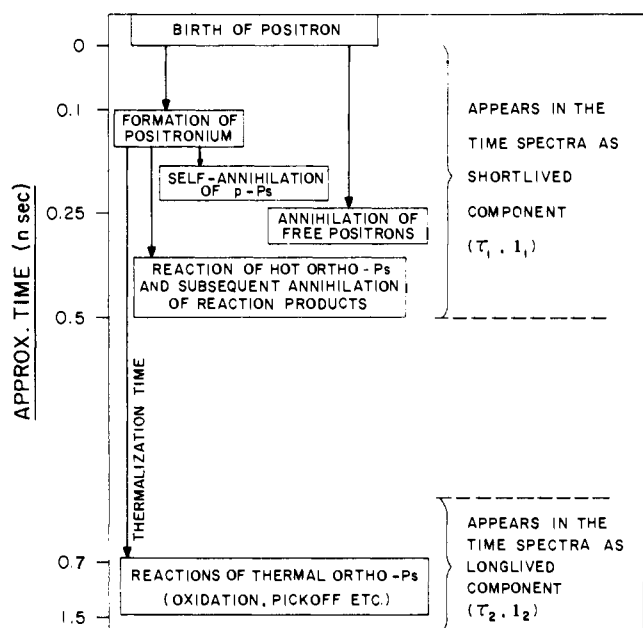 BIRTH OF POSITRON
0
0.1
FORMATION OF
POSITRONIUM
SELF-ANNIHILATION
OF p-Ps
0.25
ANNIHILATION OF
FREE POSITRONS
REACTION OF HOT ORTHO-Ps
AND SUBSEQUENT ANNIHILATION
OF REACTION PRODUCTS
0.5
APPEARS IN THE
TIME SPECTRA AS
SHORTLIVED
COMPONENT
(τ₁, I₁)
APPROX. TIME (n sec)
THERMALIZATION TIME
0.7
REACTIONS OF THERMAL ORTHO-Ps
(OXIDATION, PICKOFF ETC.)
1.5
APPEARS IN THE
TIME SPECTRA AS
LONGLIVED
COMPONENT
(τ₂, I₂)